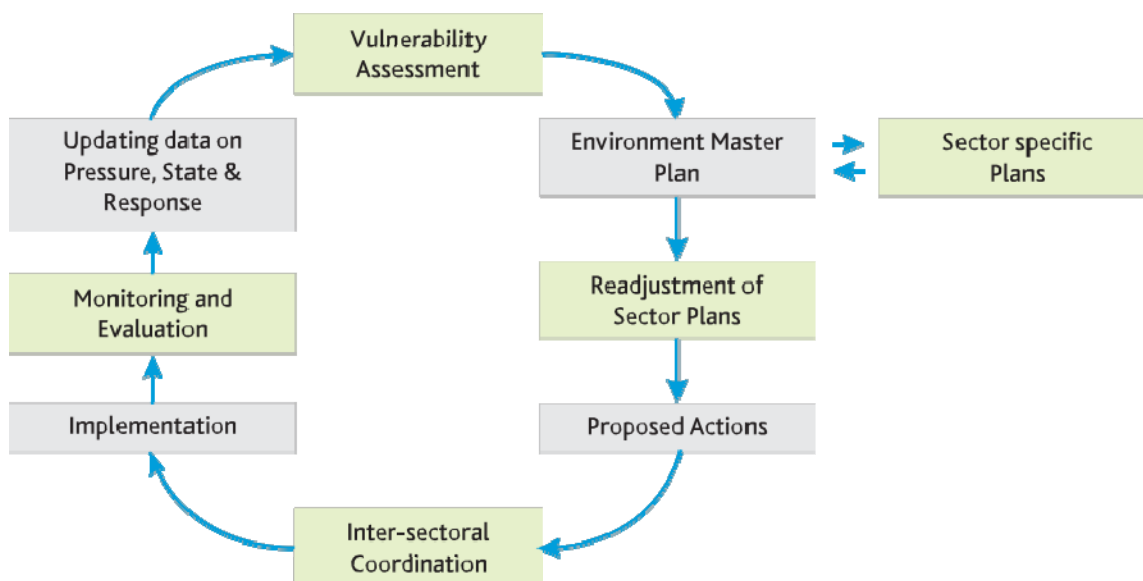 Vulnerability
Assessment
Updating data on
Pressure, State &
Response
Environment Master
Plan
Sector specific
Plans
Monitoring and
Evaluation
Readjustment of
Sector Plans
Implementation
Proposed Actions
Inter-sectoral
Coordination